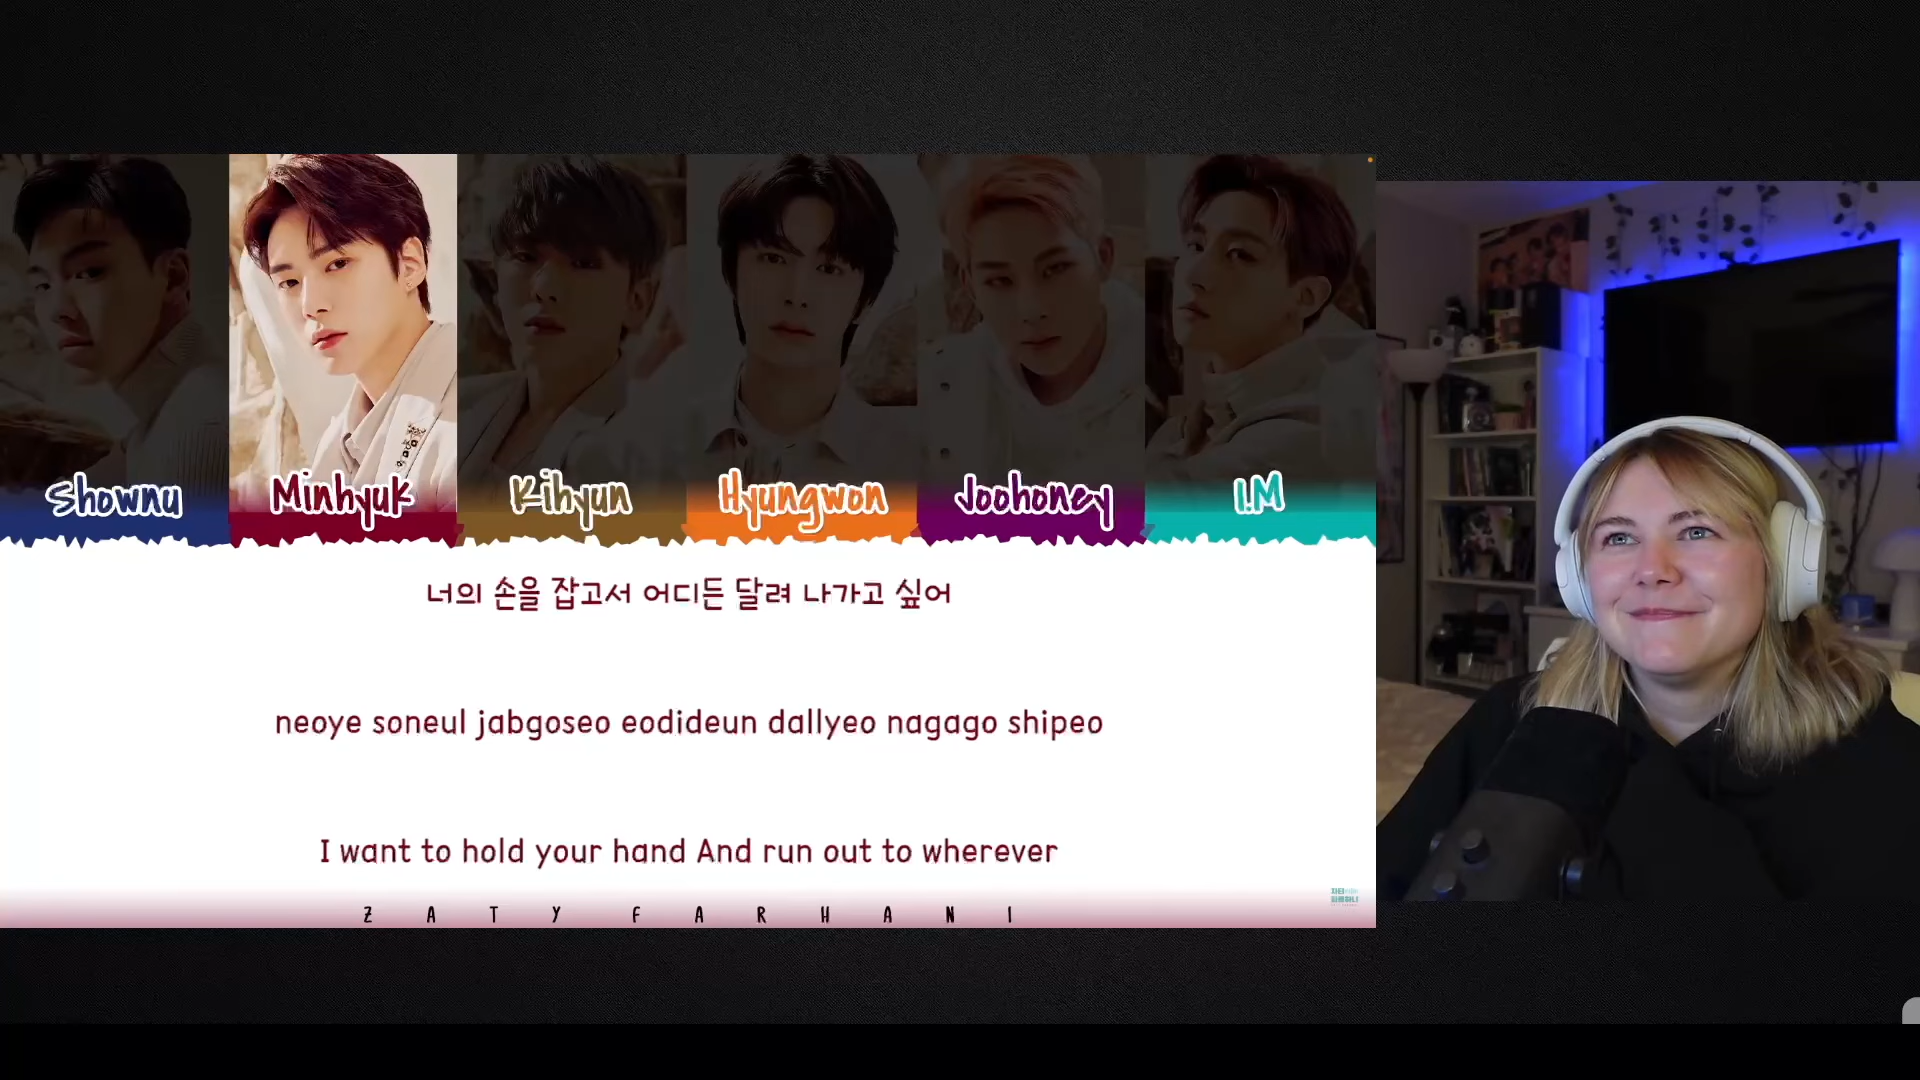 Shownu Minhyuk Kihyun Hyungwon Joohoney I.M
너의 손을 잡고서 어디든 달려 나가고 싶어
neoye soneul jabgoseo eodideun dallyeo nagago shipeo
I want to hold your hand And run out to wherever
ZATY FARHANI